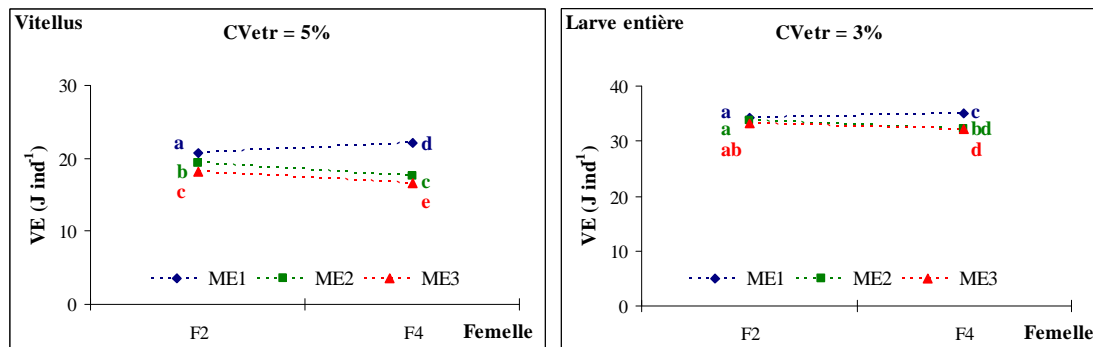 Vitellus
CVetr = 5%
VE (J ind⁻¹)
30
20
10
0
a
b
c
d
c
e
ME1 ME2 ME3
F2 F4 Femelle
Larve entière
CVetr = 3%
VE (J ind⁻¹)
40
30
20
10
0
a
a
ab
c
bd
d
ME1 ME2 ME3
F2 F4 Femelle